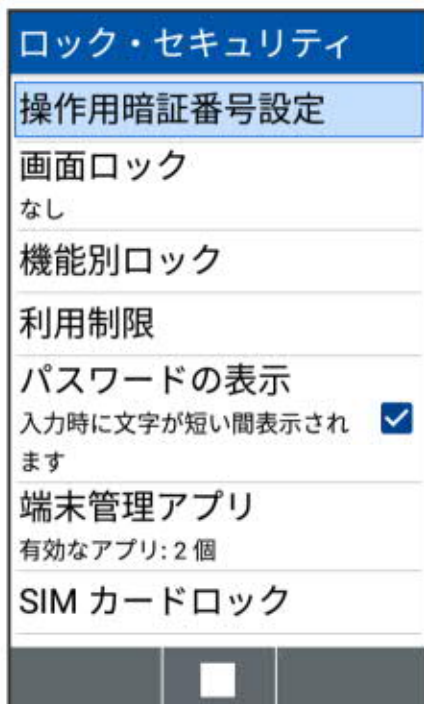 ロック・セキュリティ
操作用暗証番号設定
画面ロック
なし
機能別ロック
利用制限
パスワードの表示
入力時に文字が短い間表示され
ます
端末管理アプリ
有効なアプリ: 2 個
SIM カードロック